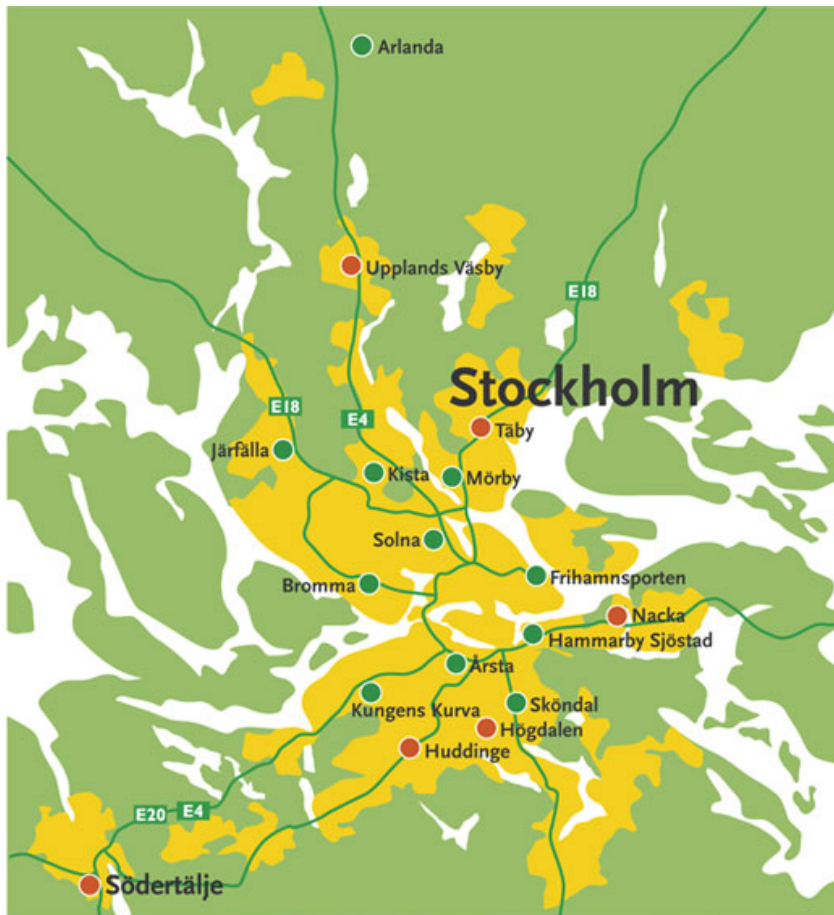 Arlanda
Upplands Väsby
E18
Stockholm
E18
E4
Täby
Järfälla
Kista
Mörby
Solna
Frihamnsporten
Bromma
Nacka
Hammarby Sjöstad
Årsta
Kungens Kurva
Sköndal
Högdalen
Huddinge
E20
E4
Södertälje